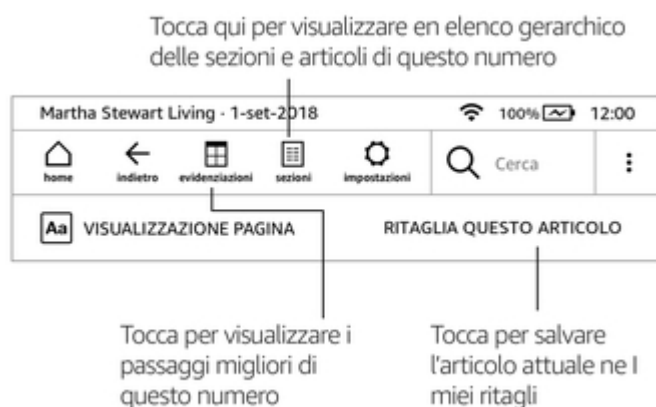 Tocca qui per visualizzare en elenco gerarchico
delle sezioni e articoli di questo numero
Martha Stewart Living - 1-set-2018 100% 12:00
home indietro evidenziazioni sezioni impostazioni Cerca
Aa VISUALIZZAZIONE PAGINA RITAGLIA QUESTO ARTICOLO
Tocca per visualizzare i
passaggi migliori di
questo numero
Tocca per salvare
l'articolo attuale ne I
miei ritagli